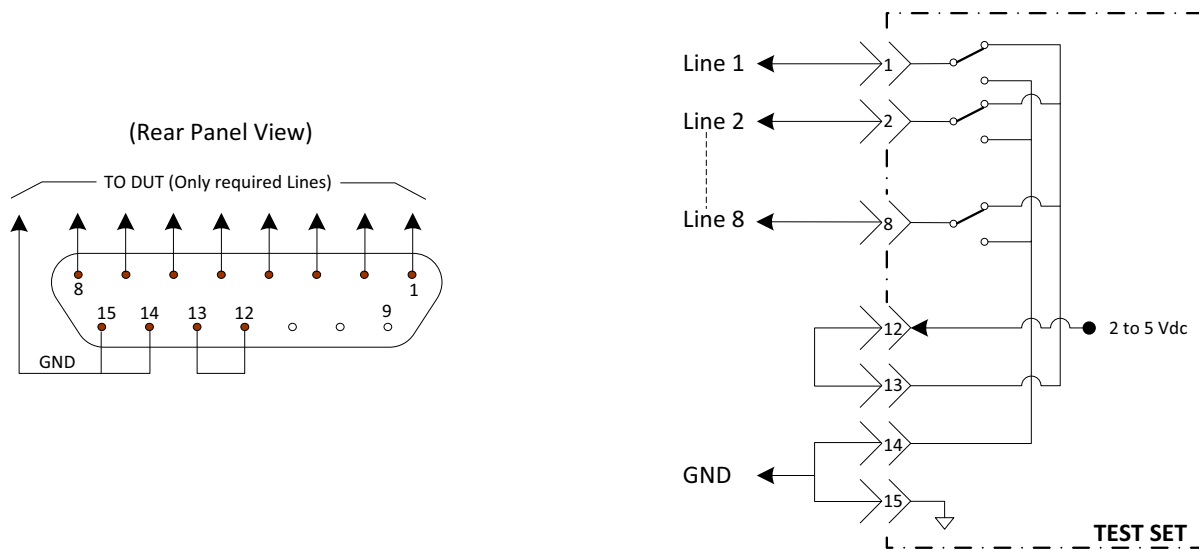 (Rear Panel View)
TO DUT (Only required Lines)
8
1
15
14
13
12
9
GND
Line 1
1
Line 2
2
Line 8
8
12
2 to 5 Vdc
13
14
GND
15
TEST SET